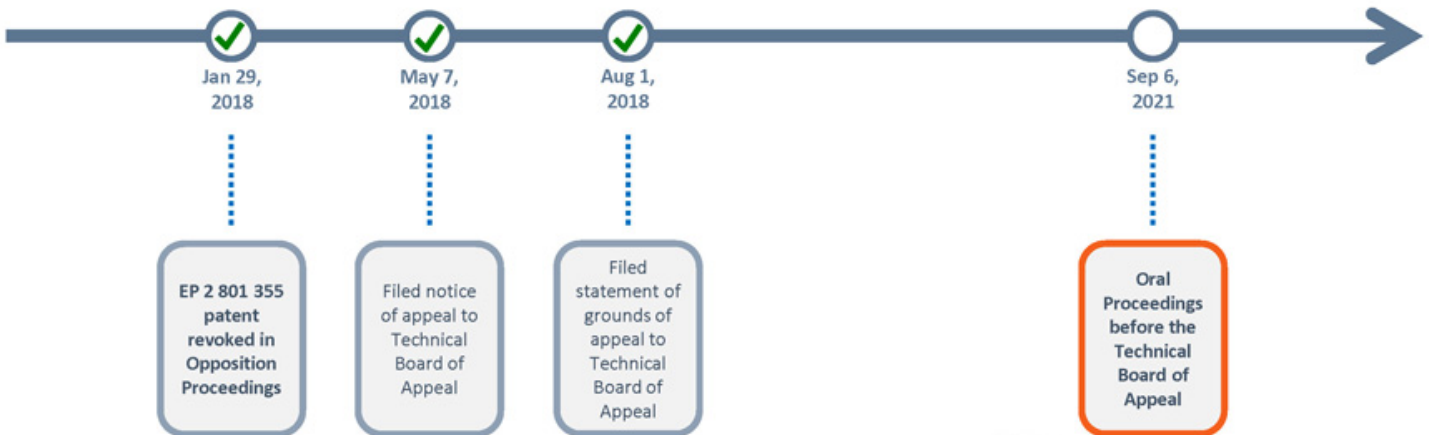 Jan 29,
2018
May 7,
2018
Aug 1,
2018
Sep 6,
2021
EP 2 801 355
patent
revoked in
Opposition
Proceedings
Filed notice
of appeal to
Technical
Board of
Appeal
Filed
statement of
grounds of
appeal to
Technical
Board of
Appeal
Oral
Proceedings
before the
Technical
Board of
Appeal